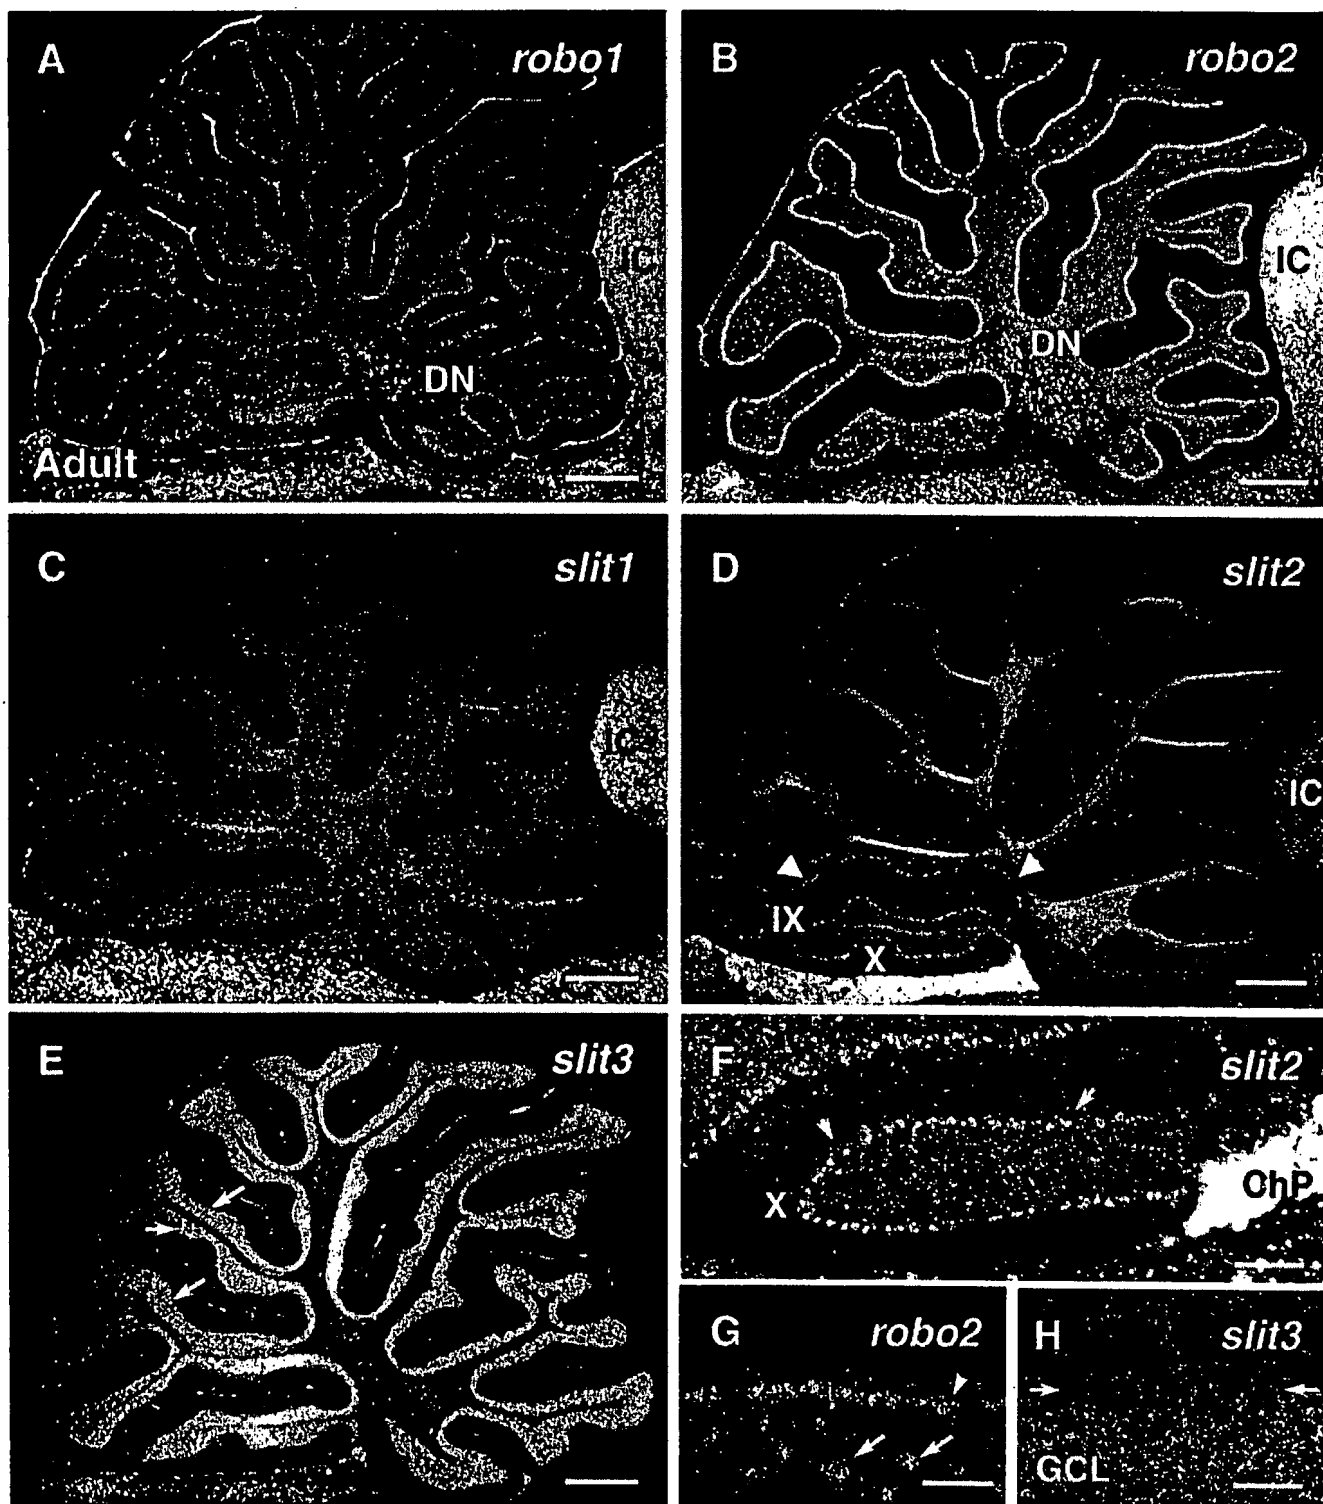 A robo1
IC
DN
Adult
B robo2
IC
DN
C slit1
IC
D slit2
IC
IX
X
E slit3
F slit2
ChP
X
G robo2
H slit3
GCL